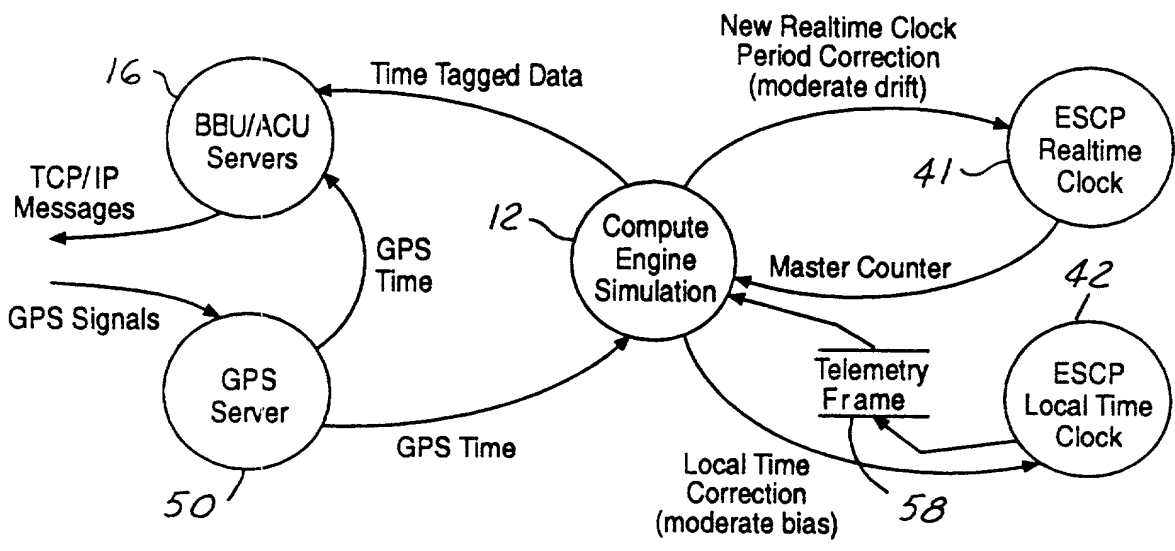 New Realtime Clock
Period Correction
(moderate drift)
16
Time Tagged Data
BBU/ACU
Servers
ESCP
Realtime
Clock
41
TCP/IP
Messages
12
Compute
Engine
Simulation
GPS
Time
Master Counter
42
GPS Signals
GPS
Server
Telemetry
Frame
ESCP
Local Time
Clock
GPS Time
Local Time
Correction
(moderate bias)
50
58